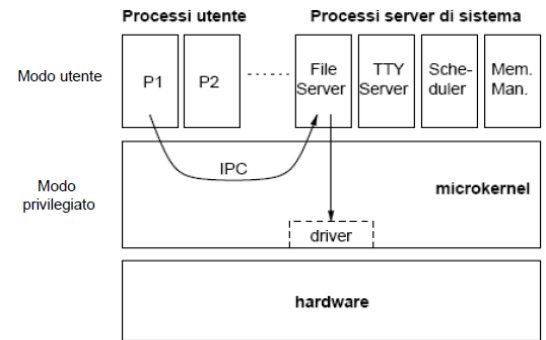 Processi utente
Processi server di sistema
Modo utente
P1
P2
File
Server
TTY
Server
Sche-
duler
Mem.
Man.
IPC
Modo
privilegiato
microkernel
driver
hardware